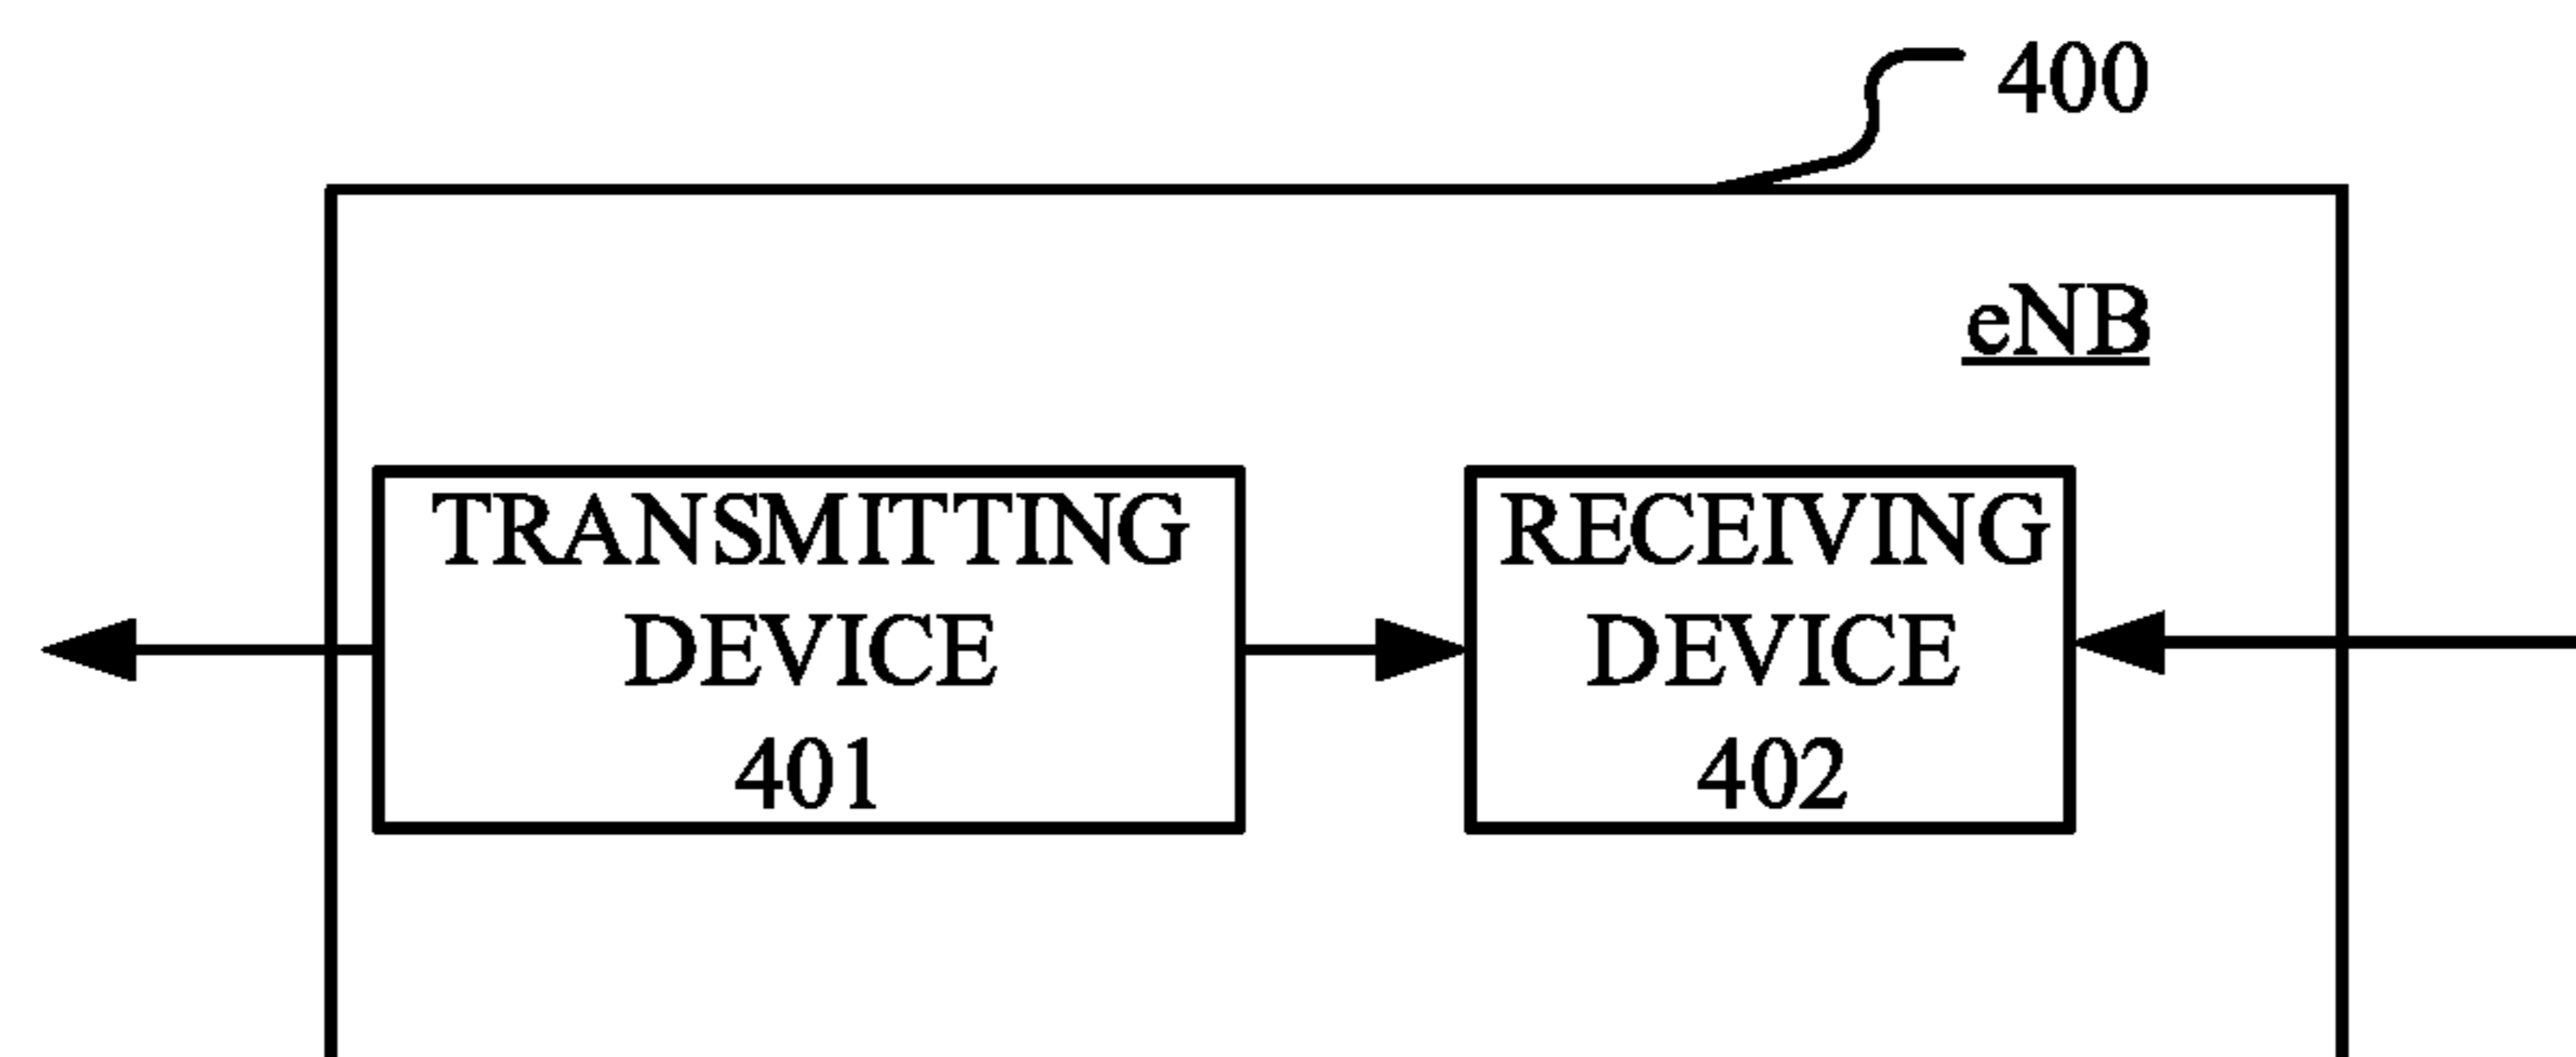 400
eNB
TRANSMITTING
DEVICE
401
RECEIVING
DEVICE
402